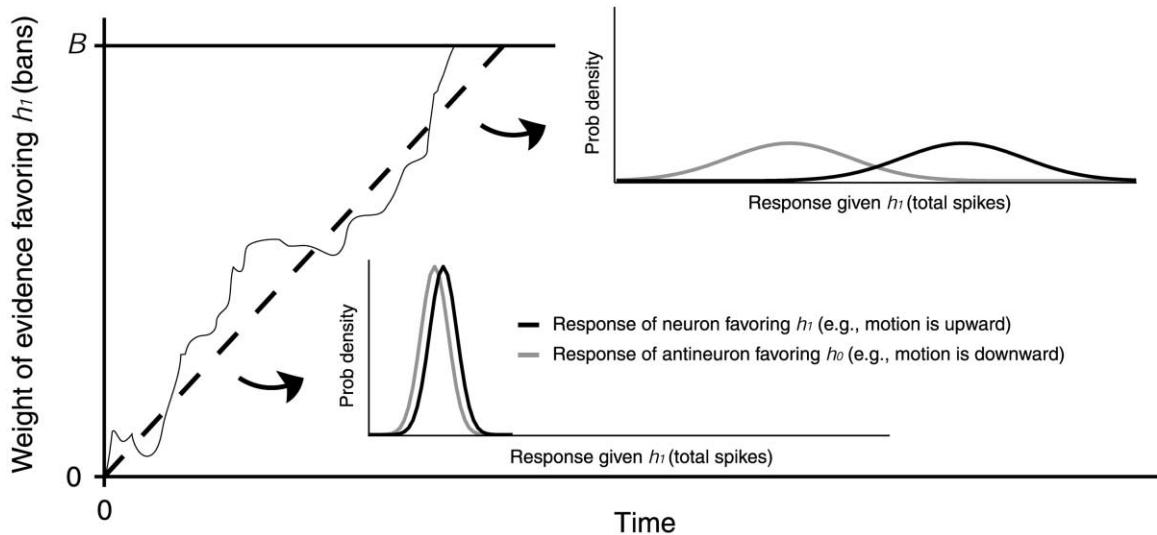 Weight of evidence favoring h₁ (bans)
B
0
0
Time
Prob density
Response given h₁ (total spikes)
Prob density
Response of neuron favoring h₁ (e.g., motion is upward)
Response of antineuron favoring h₀ (e.g., motion is downward)
Response given h₁ (total spikes)